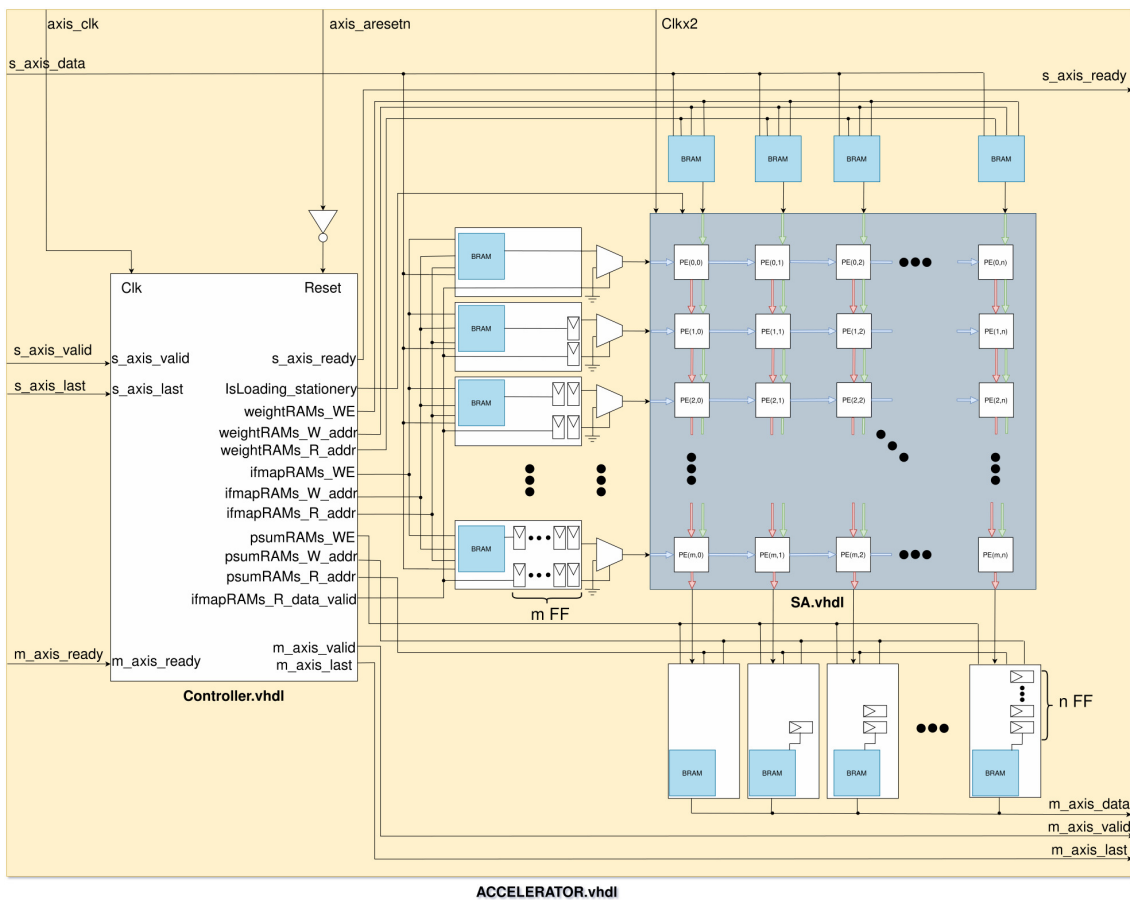 axis_clk
axis_aresetn
Clkx2
s_axis_data
s_axis_ready
BRAM
BRAM
BRAM
BRAM
Clk
Reset
s_axis_valid
s_axis_valid
s_axis_ready
s_axis_last
s_axis_last
IsLoading_stationery
weightRAMs_WE
weightRAMs_W_addr
weightRAMs_R_addr
ifmapRAMs_WE
ifmapRAMs_W_addr
ifmapRAMs_R_addr
psumRAMs_WE
psumRAMs_W_addr
psumRAMs_R_addr
ifmapRAMs_R_data_valid
m_axis_valid
m_axis_ready
m_axis_ready
m_axis_last
Controller.vhdl
BRAM
BRAM
BRAM
BRAM
m FF
PE(0,0)
PE(0,1)
PE(0,2)
PE(0,n)
PE(1,0)
PE(1,1)
PE(1,2)
PE(1,n)
PE(2,0)
PE(2,1)
PE(2,2)
PE(2,n)
PE(m,0)
PE(m,1)
PE(m,2)
PE(m,n)
SA.vhdl
n FF
BRAM
BRAM
BRAM
BRAM
m_axis_data
m_axis_valid
m_axis_last
ACCELERATOR.vhdl